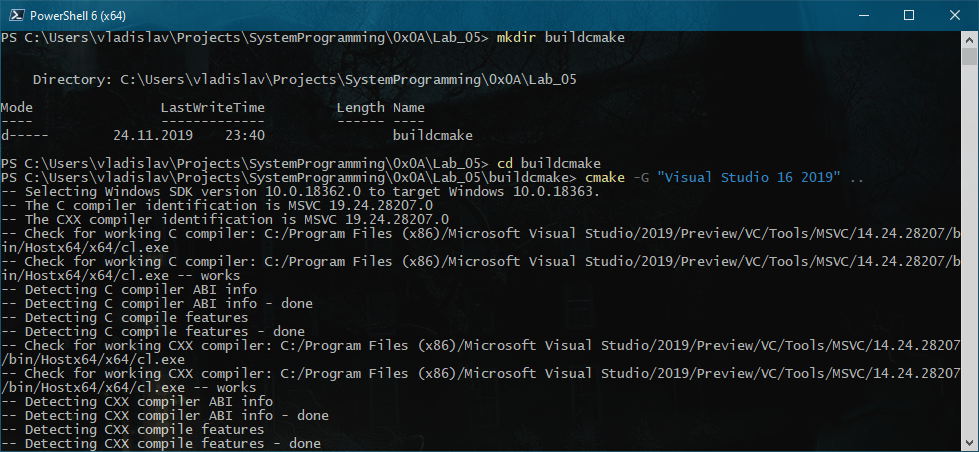 PowerShell 6 (x64)
PS C:\Users\vladislav\Projects\SystemProgramming\0x0A\Lab_05> mkdir buildcmake
    Directory: C:\Users\vladislav\Projects\SystemProgramming\0x0A\Lab_05
Mode                LastWriteTime         Length Name
----                -------------         ------ ----
d-----       24.11.2019    23:40                buildcmake
PS C:\Users\vladislav\Projects\SystemProgramming\0x0A\Lab_05> cd buildcmake
PS C:\Users\vladislav\Projects\SystemProgramming\0x0A\Lab_05\buildcmake> cmake -G "Visual Studio 16 2019" ..
-- Selecting Windows SDK version 10.0.18362.0 to target Windows 10.0.18363.
-- The C compiler identification is MSVC 19.24.28207.0
-- The CXX compiler identification is MSVC 19.24.28207.0
-- Check for working C compiler: C:/Program Files (x86)/Microsoft Visual Studio/2019/Preview/VC/Tools/MSVC/14.24.28207/b
in/Hostx64/x64/cl.exe
-- Check for working C compiler: C:/Program Files (x86)/Microsoft Visual Studio/2019/Preview/VC/Tools/MSVC/14.24.28207/b
in/Hostx64/x64/cl.exe -- works
-- Detecting C compiler ABI info
-- Detecting C compiler ABI info - done
-- Detecting C compile features
-- Detecting C compile features - done
-- Check for working CXX compiler: C:/Program Files (x86)/Microsoft Visual Studio/2019/Preview/VC/Tools/MSVC/14.24.28207
/bin/Hostx64/x64/cl.exe
-- Check for working CXX compiler: C:/Program Files (x86)/Microsoft Visual Studio/2019/Preview/VC/Tools/MSVC/14.24.28207
/bin/Hostx64/x64/cl.exe -- works
-- Detecting CXX compiler ABI info
-- Detecting CXX compiler ABI info - done
-- Detecting CXX compile features
-- Detecting CXX compile features - done